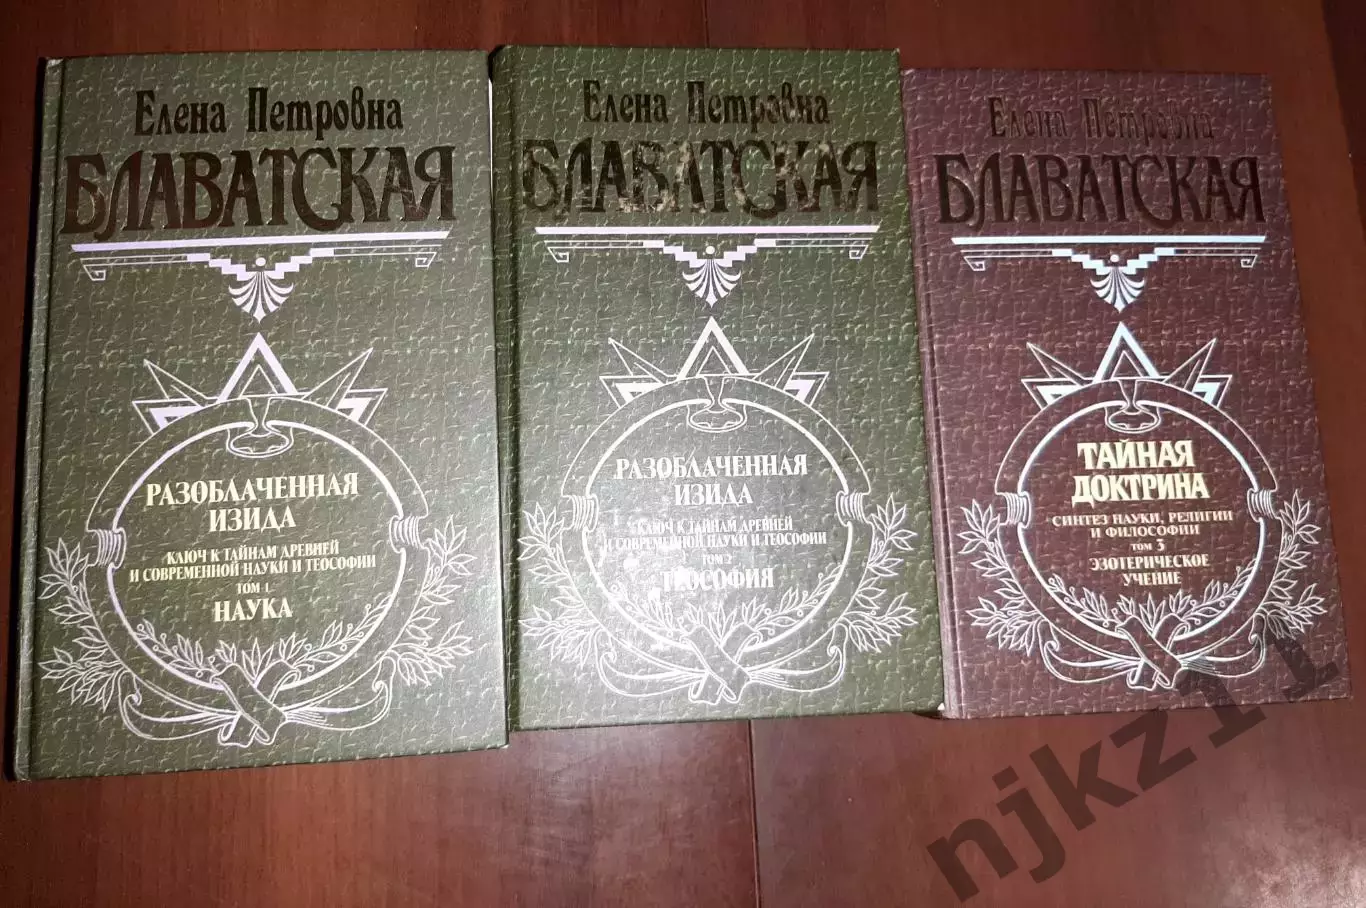 Елена Петровна
БЛАВАТСКАЯ
РАЗОБЛАЧЕННАЯ
ИЗИДА
КЛЮЧ К ТАЙНАМ ДРЕВНЕЙ
И СОВРЕМЕННОЙ НАУКИ И ТЕОСОФИИ
ТОМ 1.
НАУКА
Елена Петровна
БЛАВАТСКАЯ
РАЗОБЛАЧЕННАЯ
ИЗИДА
КЛЮЧ К ТАЙНАМ ДРЕВНЕЙ
И СОВРЕМЕННОЙ НАУКИ И ТЕОСОФИИ
ТОМ 2
ТЕОСОФИЯ
Елена Петровна
БЛАВАТСКАЯ
ТАЙНАЯ
ДОКТРИНА
СИНТЕЗ НАУКИ, РЕЛИГИИ
И ФИЛОСОФИИ
ТОМ 3
ЭЗОТЕРИЧЕСКОЕ
УЧЕНИЕ
njkz11